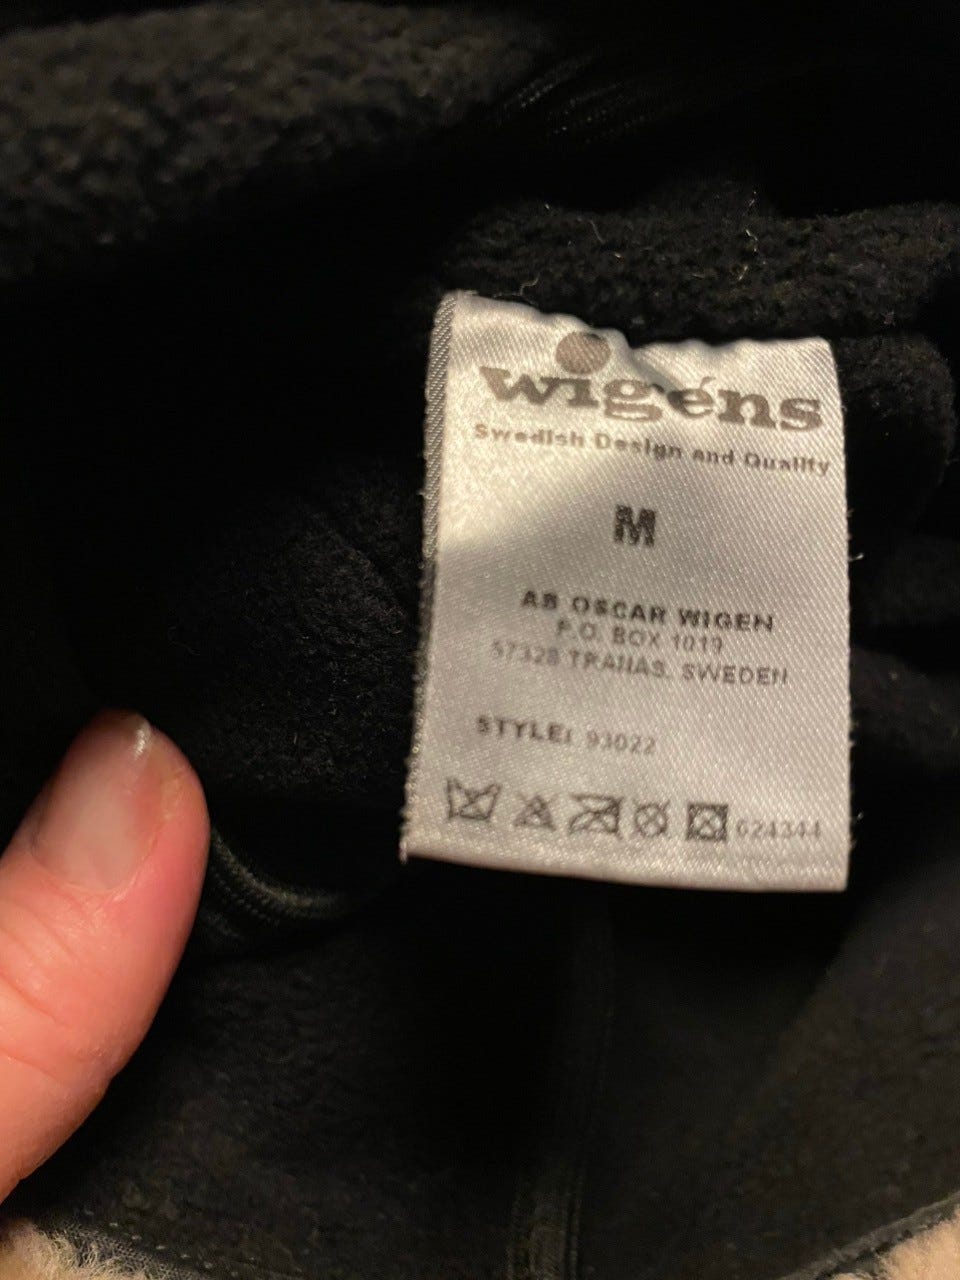 wigéns
Swedish Design and Quality
M
AB OSCAR WIGEN
P.O. BOX 1019
57328 TRANAS, SWEDEN
STYLE: 93022
624344